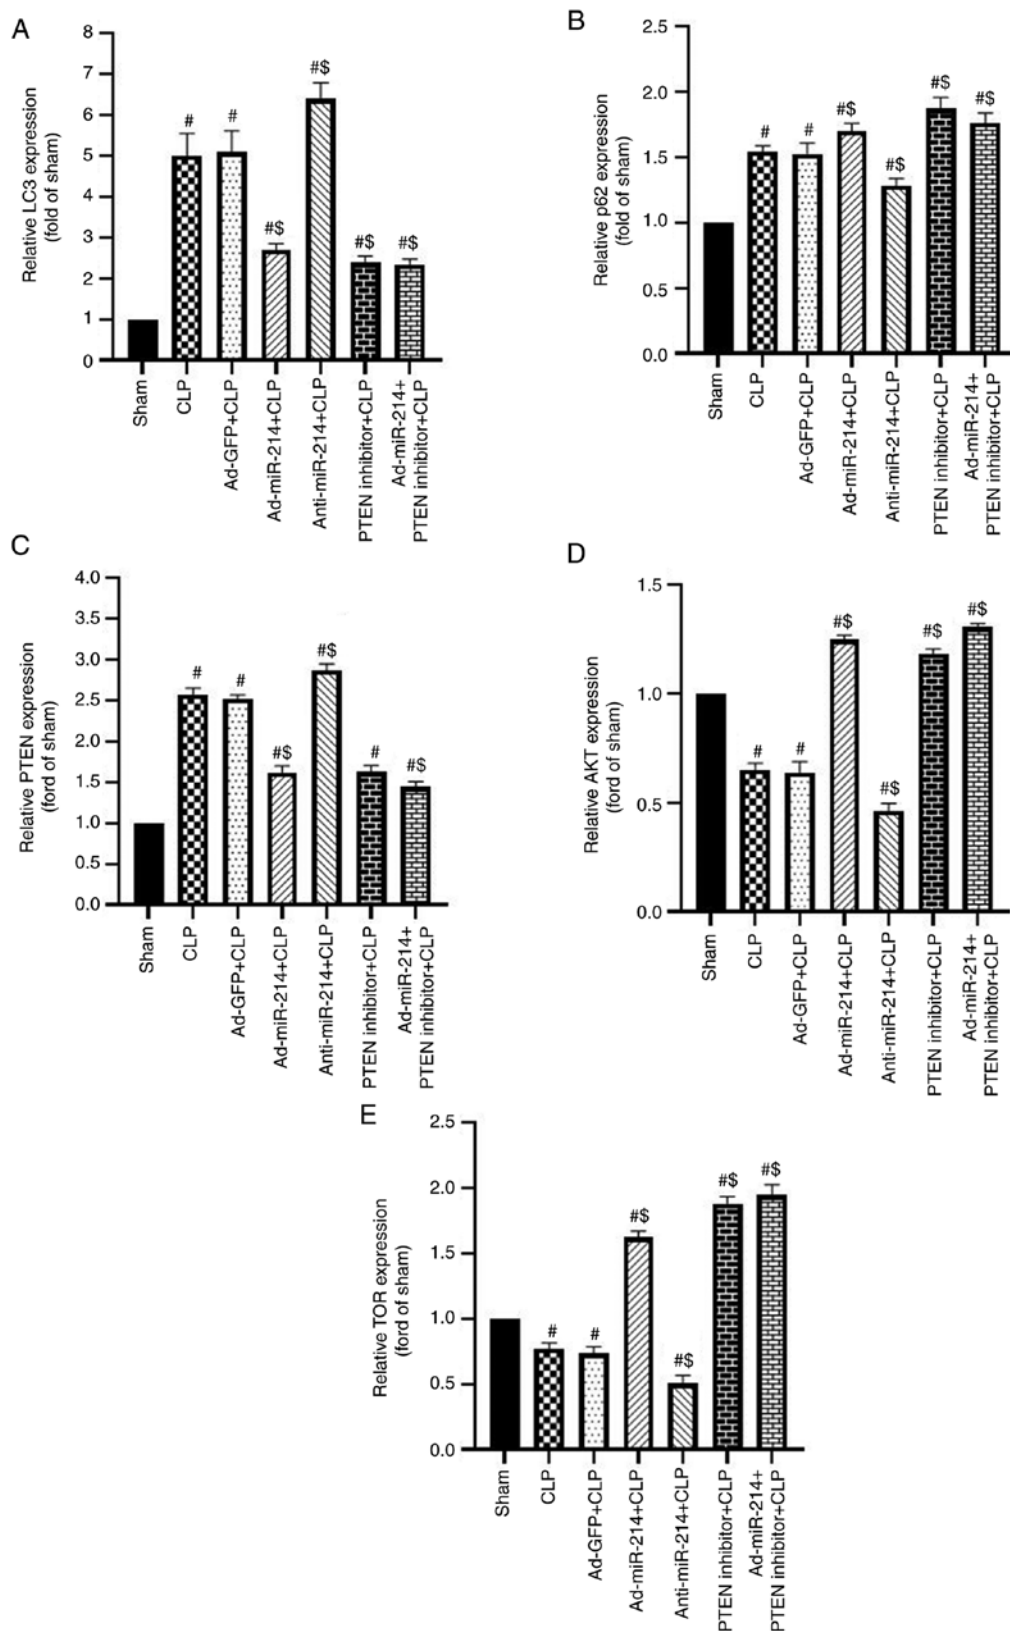 A
Relative LC3 expression
(fold of sham)
8
7
6
5
4
3
2
1
0
#
#
#$
#$
#$
#$
Sham
CLP
Ad-GFP+CLP
Ad-miR-214+CLP
Anti-miR-214+CLP
PTEN inhibitor+CLP
Ad-miR-214+
PTEN inhibitor+CLP
B
Relative p62 expression
(fold of sham)
2.5
2.0
1.5
1.0
0.5
0.0
#
#
#$
#$
#$
#$
Sham
CLP
Ad-GFP+CLP
Ad-miR-214+CLP
Anti-miR-214+CLP
PTEN inhibitor+CLP
Ad-miR-214+
PTEN inhibitor+CLP
C
Relative PTEN expression
(ford of sham)
4.0
3.5
3.0
2.5
2.0
1.5
1.0
0.5
0.0
#
#
#$
#$
#
#$
Sham
CLP
Ad-GFP+CLP
Ad-miR-214+CLP
Anti-miR-214+CLP
PTEN inhibitor+CLP
Ad-miR-214+
PTEN inhibitor+CLP
D
Relative AKT expression
(ford of sham)
1.5
1.0
0.5
0.0
#
#
#$
#$
#$
#$
Sham
CLP
Ad-GFP+CLP
Ad-miR-214+CLP
Anti-miR-214+CLP
PTEN inhibitor+CLP
Ad-miR-214+
PTEN inhibitor+CLP
E
Relative TOR expression
(ford of sham)
2.5
2.0
1.5
1.0
0.5
0.0
#
#
#$
#$
#$
#$
Sham
CLP
Ad-GFP+CLP
Ad-miR-214+CLP
Anti-miR-214+CLP
PTEN inhibitor+CLP
Ad-miR-214+
PTEN inhibitor+CLP